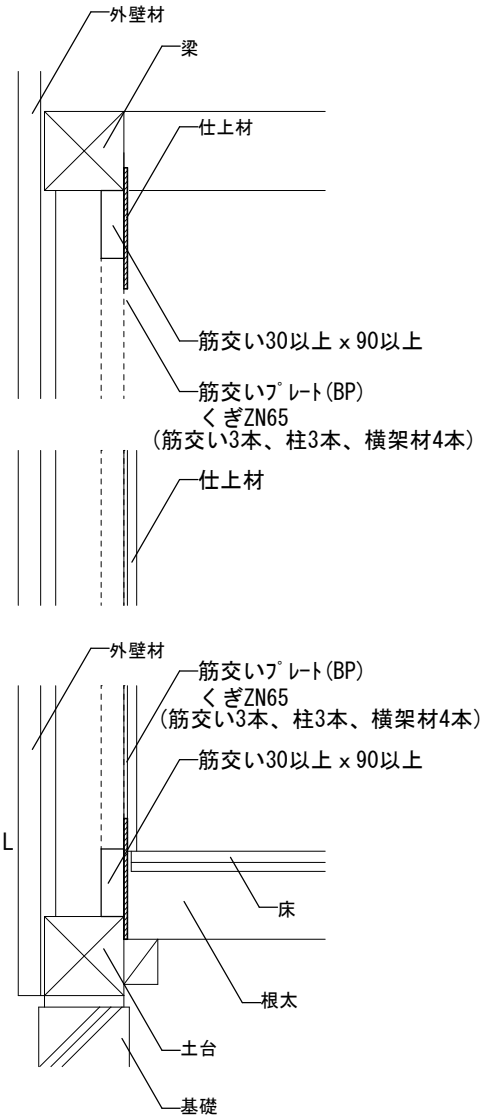 外壁材
梁
仕上材
筋交い30以上 x 90以上
筋交いプレート(BP)
くぎZN65
(筋交い3本、柱3本、横架材4本)
仕上材
外壁材
筋交いプレート(BP)
くぎZN65
(筋交い3本、柱3本、横架材4本)
筋交い30以上 x 90以上
L
床
根太
土台
基礎